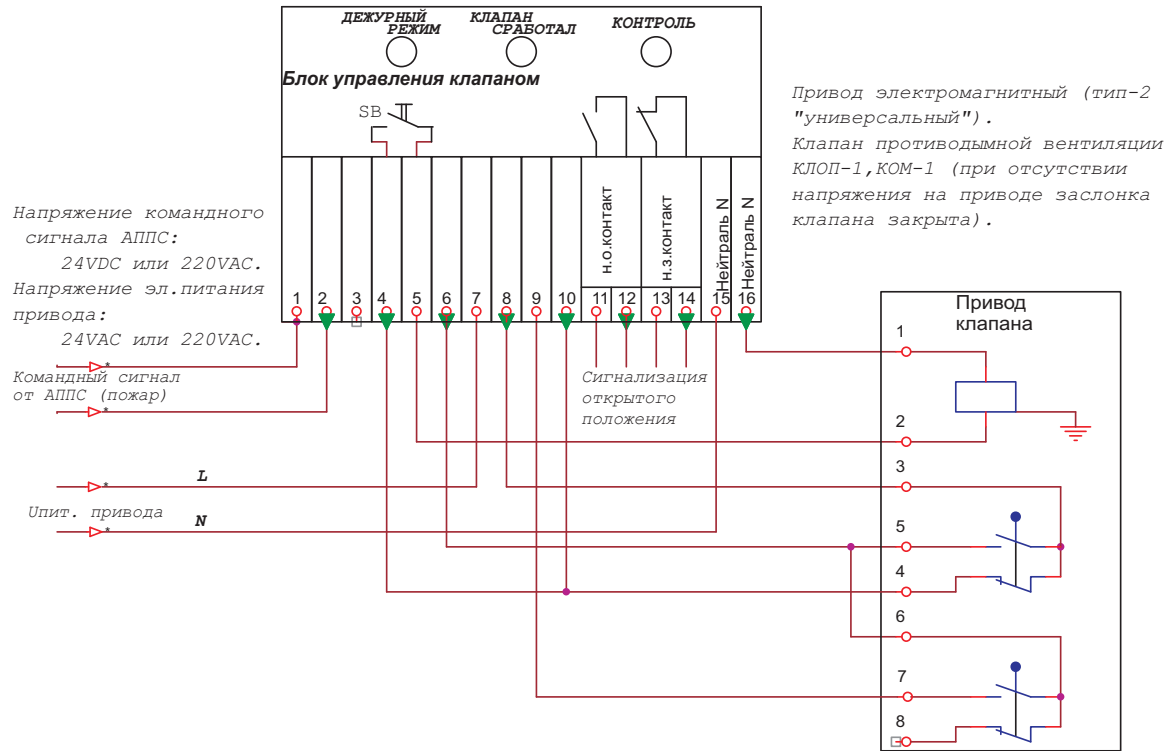 ДЕЖУРНЫЙ
РЕЖИМ
КЛАПАН
СРАБОТАЛ
КОНТРОЛЬ
Блок управления клапаном
SB
н.о.контакт
н.з.контакт
Нейтраль N
Нейтраль N
1 2 3 4 5 6 7 8 9 10 11 12 13 14 15 16
Привод электромагнитный (тип-2
"универсальный").
Клапан противодымной вентиляции
КЛОП-1,КОМ-1 (при отсутствии
напряжения на приводе заслонка
клапана закрыта).
Напряжение командного
сигнала АППС:
24VDC или 220VAC.
Напряжение эл.питания
привода:
24VAC или 220VAC.
*
Командный сигнал
от АППС (пожар)
*
Сигнализация
открытого
положения
L
*
Uпит. привода
N
*
Привод
клапана
1
2
3
5
4
6
7
8